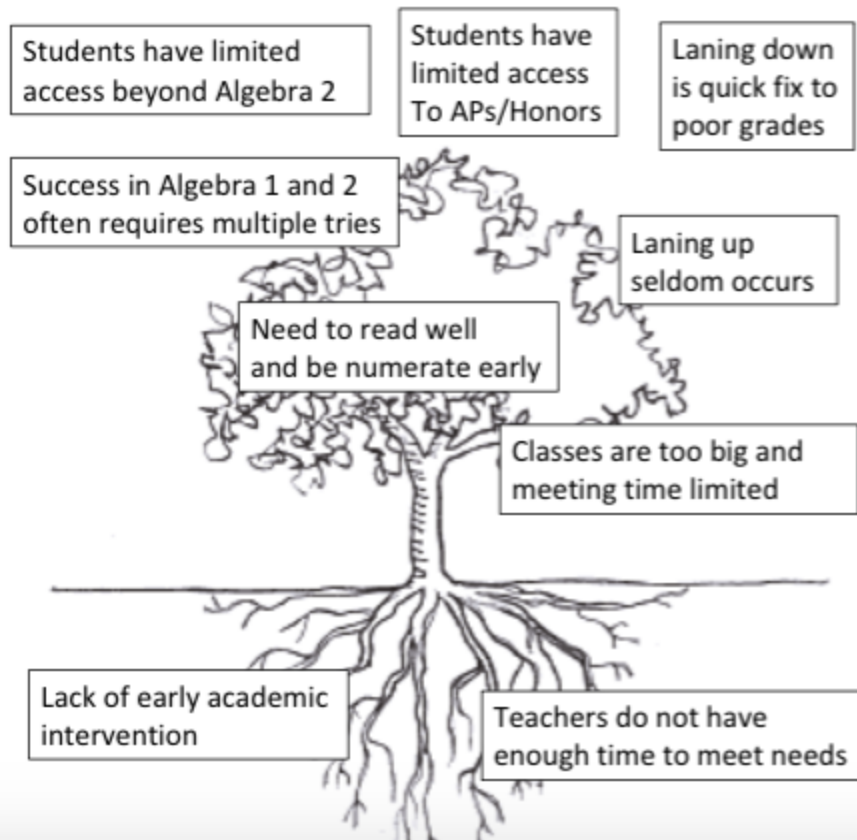 Students have limited
access beyond Algebra 2
Students have
limited access
To APs/Honors
Laning down
is quick fix to
poor grades
Success in Algebra 1 and 2
often requires multiple tries
Laning up
seldom occurs
Need to read well
and be numerate early
Classes are too big and
meeting time limited
Lack of early academic
intervention
Teachers do not have
enough time to meet needs